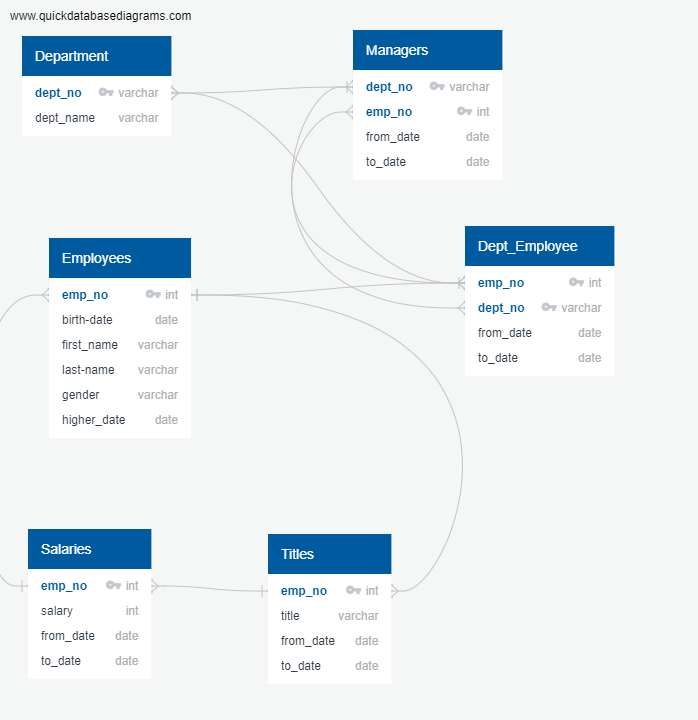 www.quickdatabasediagrams.com
Department
dept_no varchar
dept_name varchar
Managers
dept_no varchar
emp_no int
from_date date
to_date date
Employees
emp_no int
birth-date date
first_name varchar
last-name varchar
gender varchar
higher_date date
Dept_Employee
emp_no int
dept_no varchar
from_date date
to_date date
Salaries
emp_no int
salary int
from_date date
to_date date
Titles
emp_no int
title varchar
from_date date
to_date date